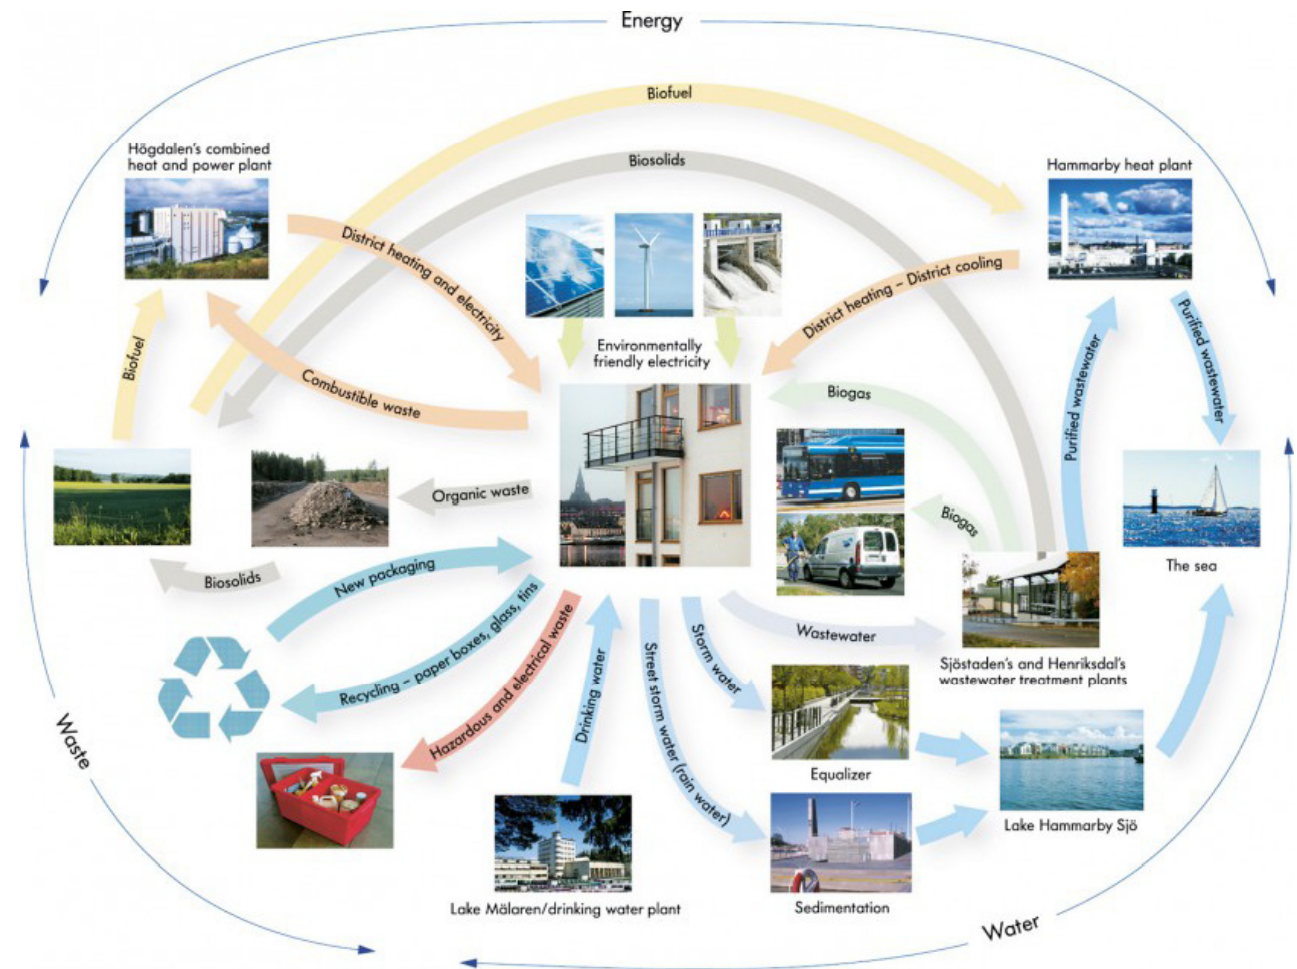 Energy
Biofuel
Biosolids
Högdalen's combined
heat and power plant
Hammarby heat plant
District heating and electricity
District heating – District cooling
Environmentally
friendly electricity
Biofuel
Combustible waste
Purified wastewater
Purified wastewater
Biogas
Biogas
Organic waste
Biosolids
New packaging
The sea
Recycling – paper boxes, glass, tins
Hazardous and electrical waste
Drinking water
Street storm water (rain water)
Storm water
Wastewater
Sjöstaden's and Henriksdal's
wastewater treatment plants
Equalizer
Lake Hammarby Sjö
Sedimentation
Lake Mälaren/drinking water plant
Waste
Water